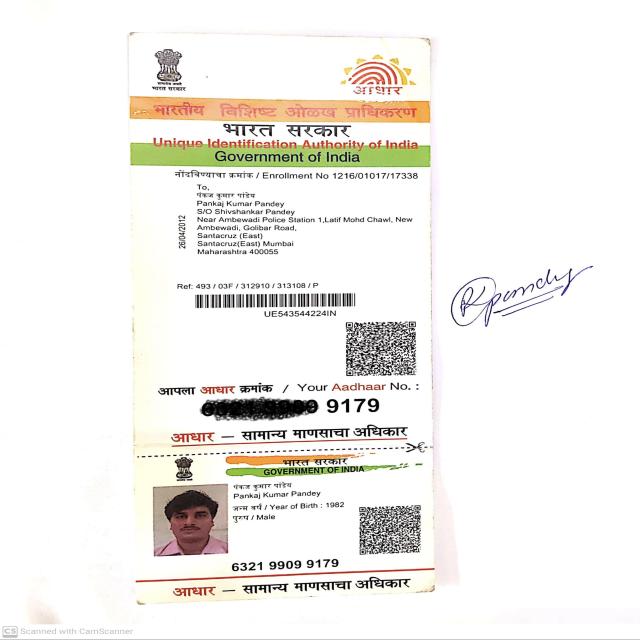 सत्यमेव जयते
भारत सरकार
आधार
भारतीय विशिष्ट ओळख प्राधिकरण
भारत सरकार
Unique Identification Authority of India
Government of India
नोंदविण्याचा क्रमांक / Enrollment No 1216/01017/17338
To,
पंकज कुमार पांडेय
Pankaj Kumar Pandey
S/O Shivshankar Pandey
Near Ambewadi Police Station 1,Latif Mohd Chawl, New
Ambewadi, Golibar Road,
Santacruz (East)
Santacruz(East) Mumbai
Maharashtra 400055
26/04/2012
Ref: 493 / 03F / 312910 / 313108 / P
UE543544224IN
Kpandey
आपला आधार क्रमांक / Your Aadhaar No. :
9179
आधार — सामान्य माणसाचा अधिकार
भारत सरकार
GOVERNMENT OF INDIA
पंकज कुमार पांडेय
Pankaj Kumar Pandey
जन्म वर्ष / Year of Birth : 1982
पुरुष / Male
6321 9909 9179
आधार — सामान्य माणसाचा अधिकार
CS Scanned with CamScanner